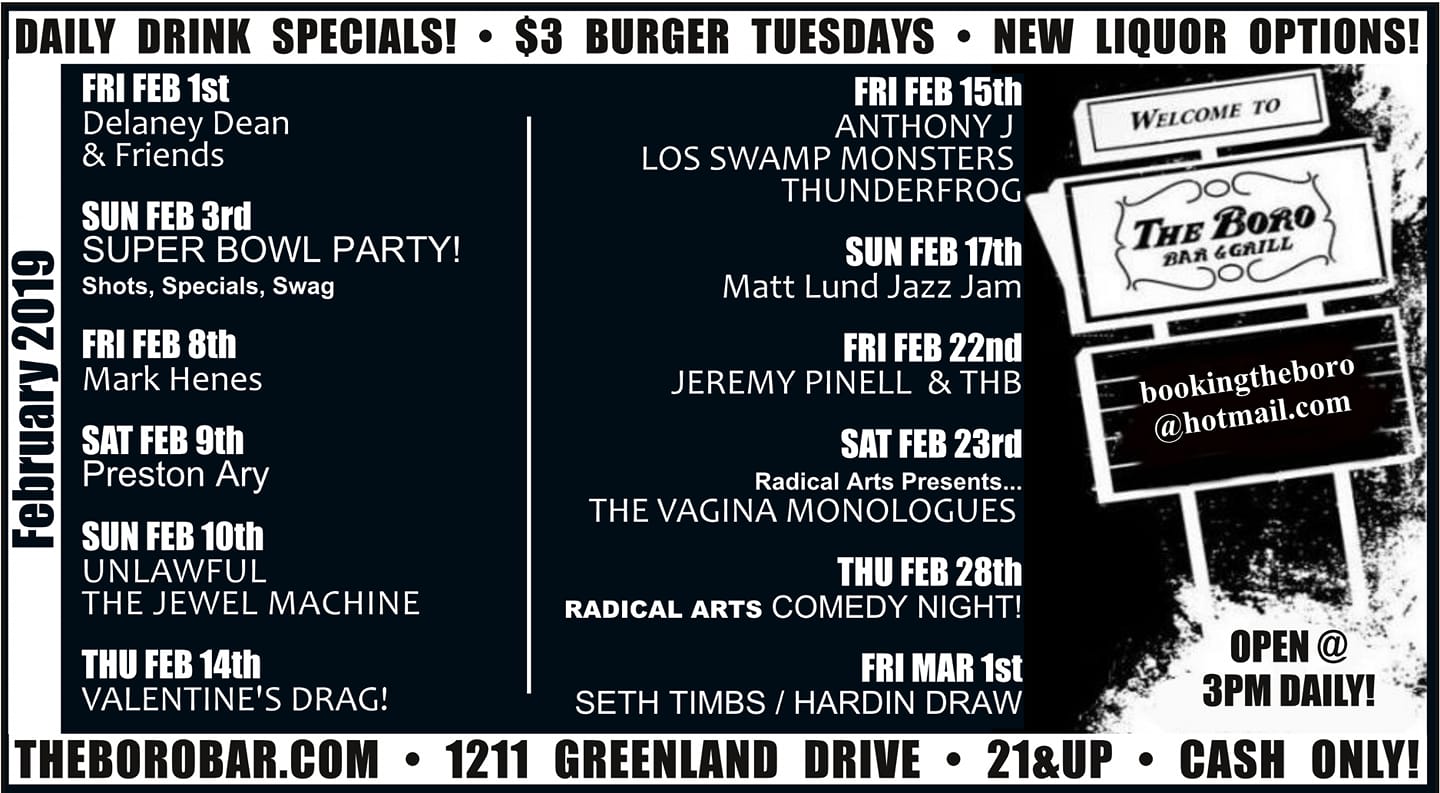 DAILY DRINK SPECIALS! • $3 BURGER TUESDAYS • NEW LIQUOR OPTIONS!
February 2019
FRI FEB 1st
Delaney Dean
& Friends
SUN FEB 3rd
SUPER BOWL PARTY!
Shots, Specials, Swag
FRI FEB 8th
Mark Henes
SAT FEB 9th
Preston Ary
SUN FEB 10th
UNLAWFUL
THE JEWEL MACHINE
THU FEB 14th
VALENTINE'S DRAG!
FRI FEB 15th
ANTHONY J
LOS SWAMP MONSTERS
THUNDERFROG
SUN FEB 17th
Matt Lund Jazz Jam
FRI FEB 22nd
JEREMY PINELL & THB
SAT FEB 23rd
Radical Arts Presents...
THE VAGINA MONOLOGUES
THU FEB 28th
RADICAL ARTS COMEDY NIGHT!
FRI MAR 1st
SETH TIMBS / HARDIN DRAW
WELCOME TO
THE BORO
BAR & GRILL
bookingtheboro
@hotmail.com
OPEN @
3PM DAILY!
THEBOROBAR.COM • 1211 GREENLAND DRIVE • 21&UP • CASH ONLY!